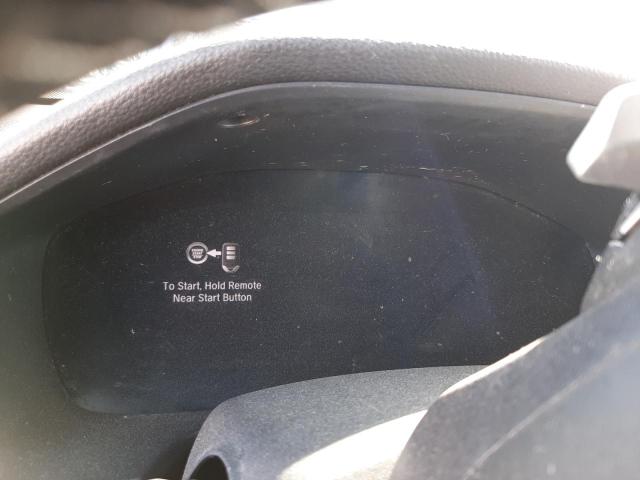 To Start, Hold Remote
Near Start Button